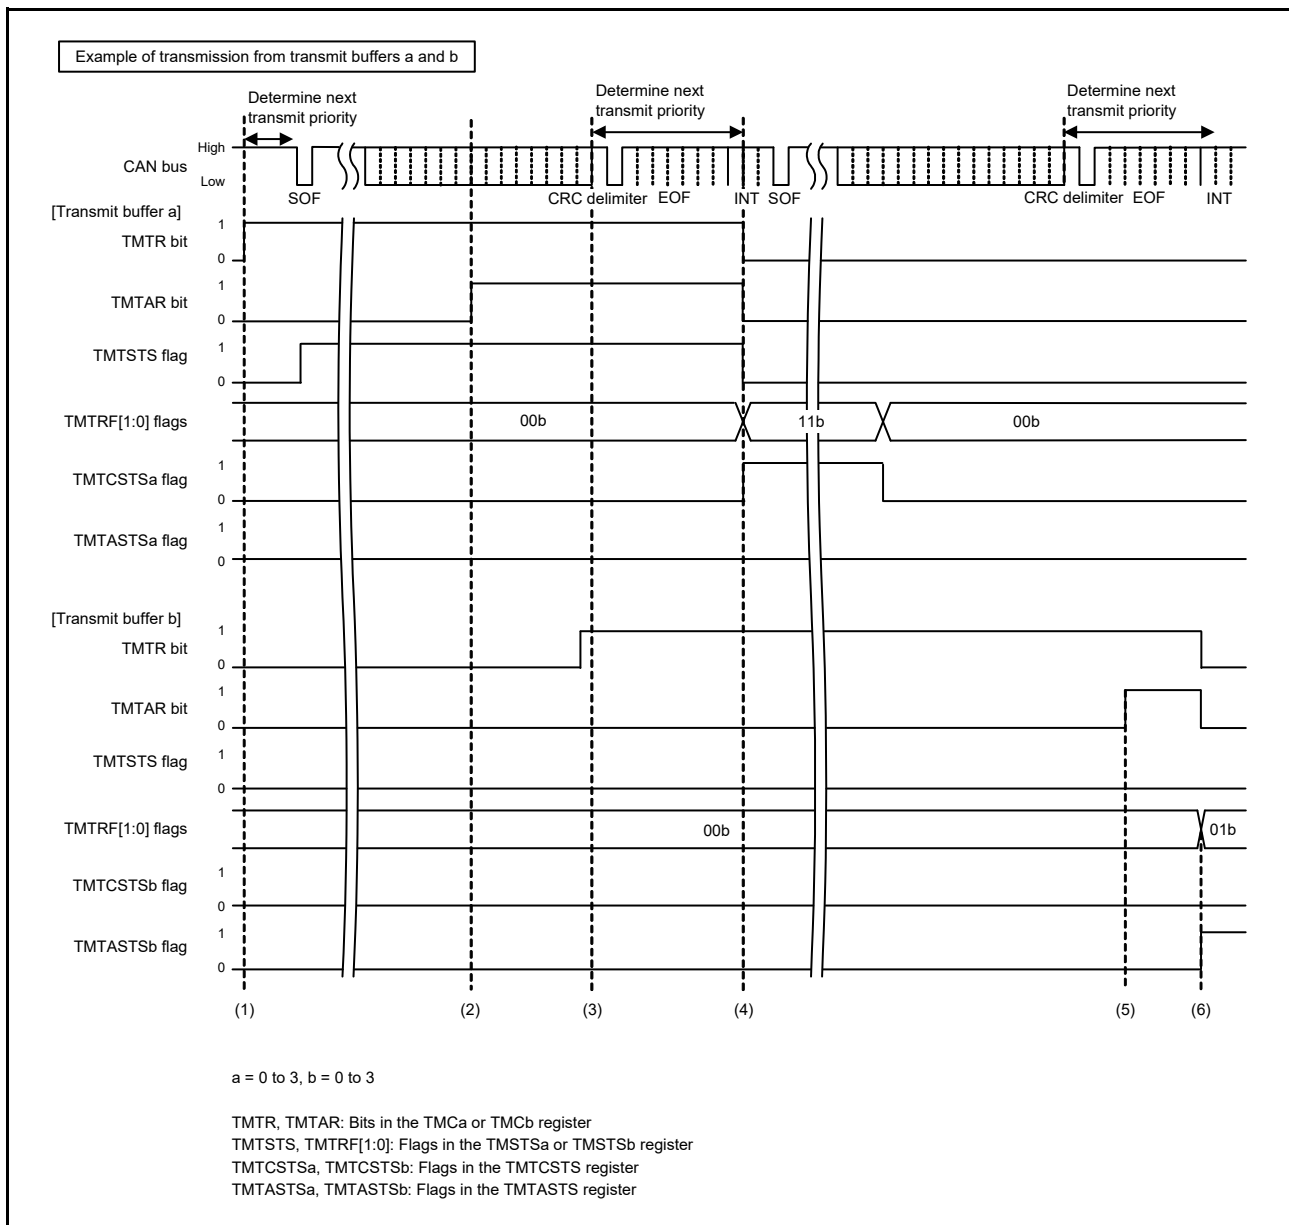 Example of transmission from transmit buffers a and b
Determine next
transmit priority
Determine next
transmit priority
Determine next
transmit priority
High
CAN bus
Low
SOF
CRC delimiter
EOF
INT
SOF
CRC delimiter
EOF
INT
[Transmit buffer a]
1
TMTR bit
0
1
TMTAR bit
0
1
TMTSTS flag
0
TMTRF[1:0] flags
00b
11b
00b
1
TMTCSTSa flag
0
1
TMTASTSa flag
0
[Transmit buffer b]
1
TMTR bit
0
1
TMTAR bit
0
1
TMTSTS flag
0
TMTRF[1:0] flags
00b
01b
1
TMTCSTSb flag
0
1
TMTASTSb flag
0
(1)
(2)
(3)
(4)
(5)
(6)
a = 0 to 3, b = 0 to 3
TMTR, TMTAR: Bits in the TMCa or TMCb register
TMTSTS, TMTRF[1:0]: Flags in the TMSTSa or TMSTSb register
TMTCSTSa, TMTCSTSb: Flags in the TMTCSTS register
TMTASTSa, TMTASTSb: Flags in the TMTASTS register